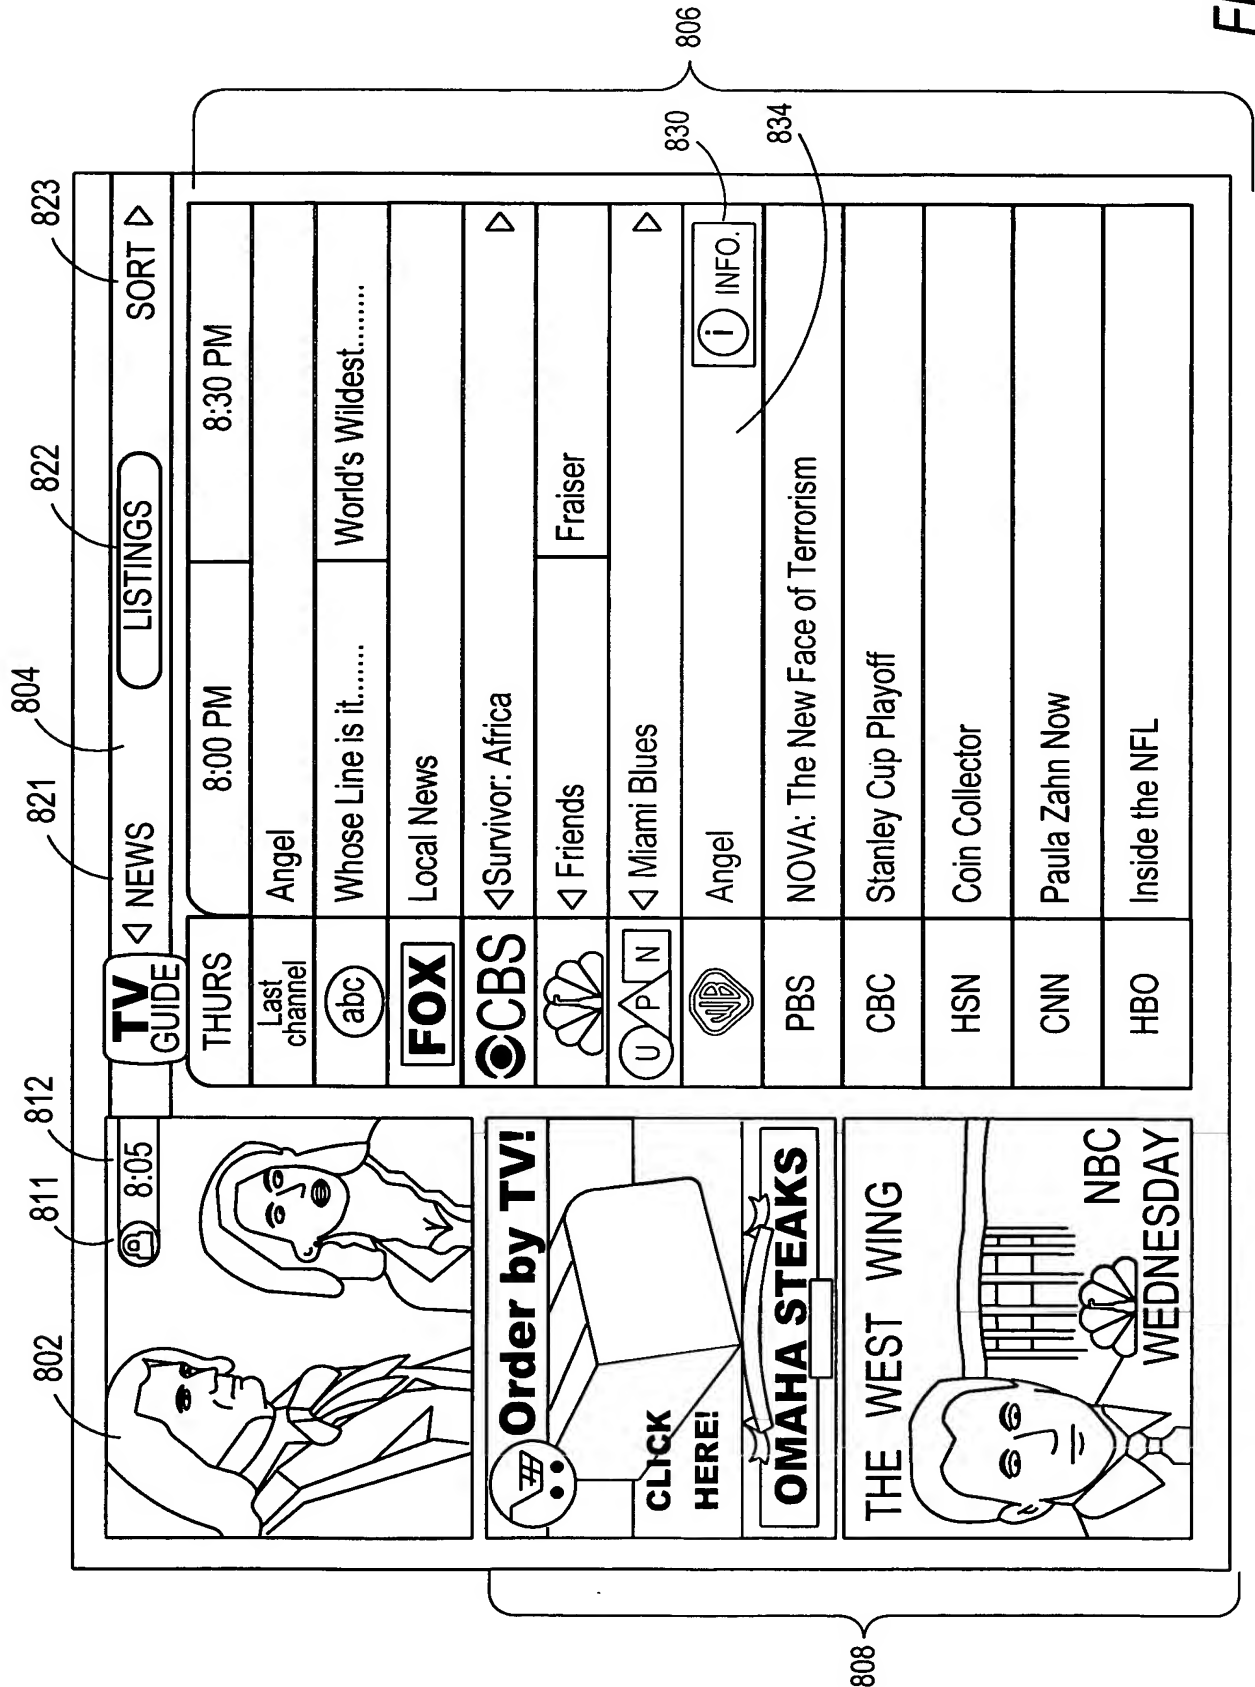 802
811
812
821
804
822
823
8:05
TV
GUIDE
◁ NEWS
LISTINGS
SORT ▷
THURS
8:00 PM
8:30 PM
Last
channel
Angel
abc
Whose Line is it.......
World's Wildest........
FOX
Local News
CBS
◁Survivor: Africa ▷
◁ Friends
Fraiser
UPN
◁ Miami Blues ▷
WB
Angel
i INFO.
PBS
NOVA: The New Face of Terrorism
CBC
Stanley Cup Playoff
HSN
Coin Collector
CNN
Paula Zahn Now
HBO
Inside the NFL
Order by TV!
CLICK
HERE!
OMAHA STEAKS
THE WEST WING
NBC
WEDNESDAY
808
830
834
806